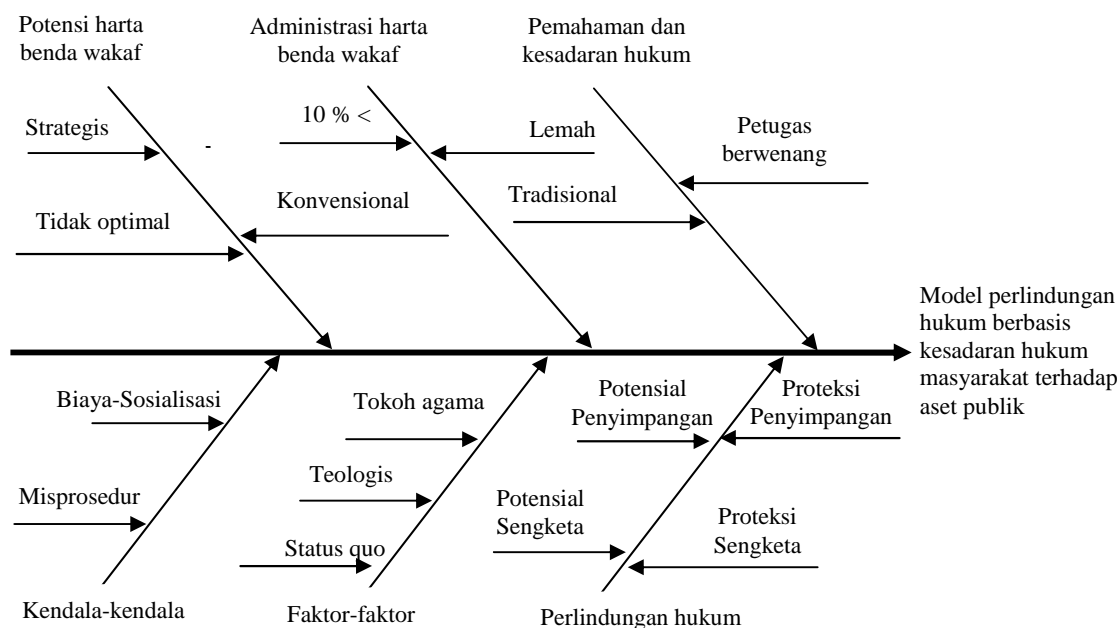 Potensi harta
benda wakaf
Administrasi harta
benda wakaf
Pemahaman dan
kesadaran hukum
Strategis
-
10 % <
Lemah
Petugas
berwenang
Tidak optimal
Konvensional
Tradisional
Model perlindungan
hukum berbasis
kesadaran hukum
masyarakat terhadap
aset publik
Biaya-Sosialisasi
Tokoh agama
Potensial
Penyimpangan
Proteksi
Penyimpangan
Misprosedur
Teologis
Potensial
Sengketa
Proteksi
Sengketa
Status quo
Kendala-kendala
Faktor-faktor
Perlindungan hukum